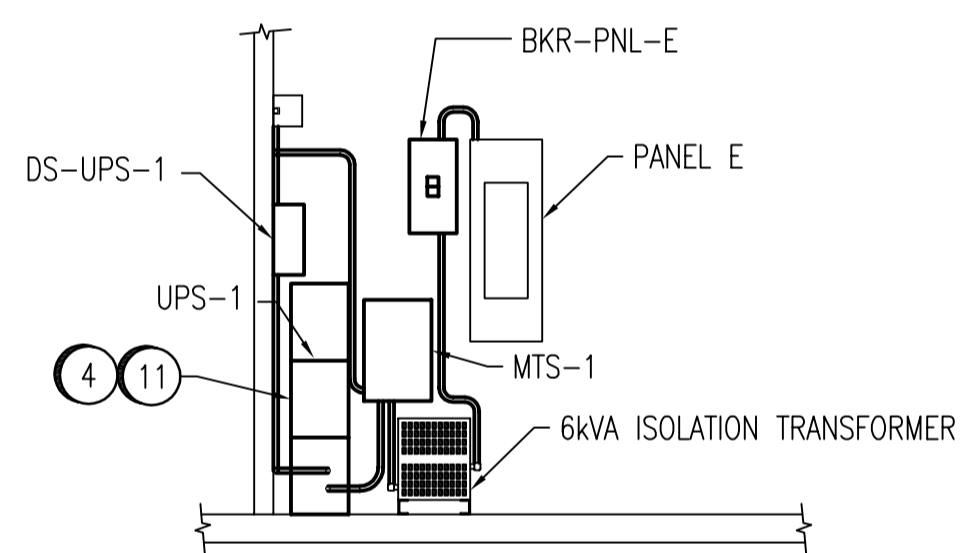 BKR-PNL-E
PANEL E
DS-UPS-1
UPS-1
4 11
MTS-1
6kVA ISOLATION TRANSFORMER